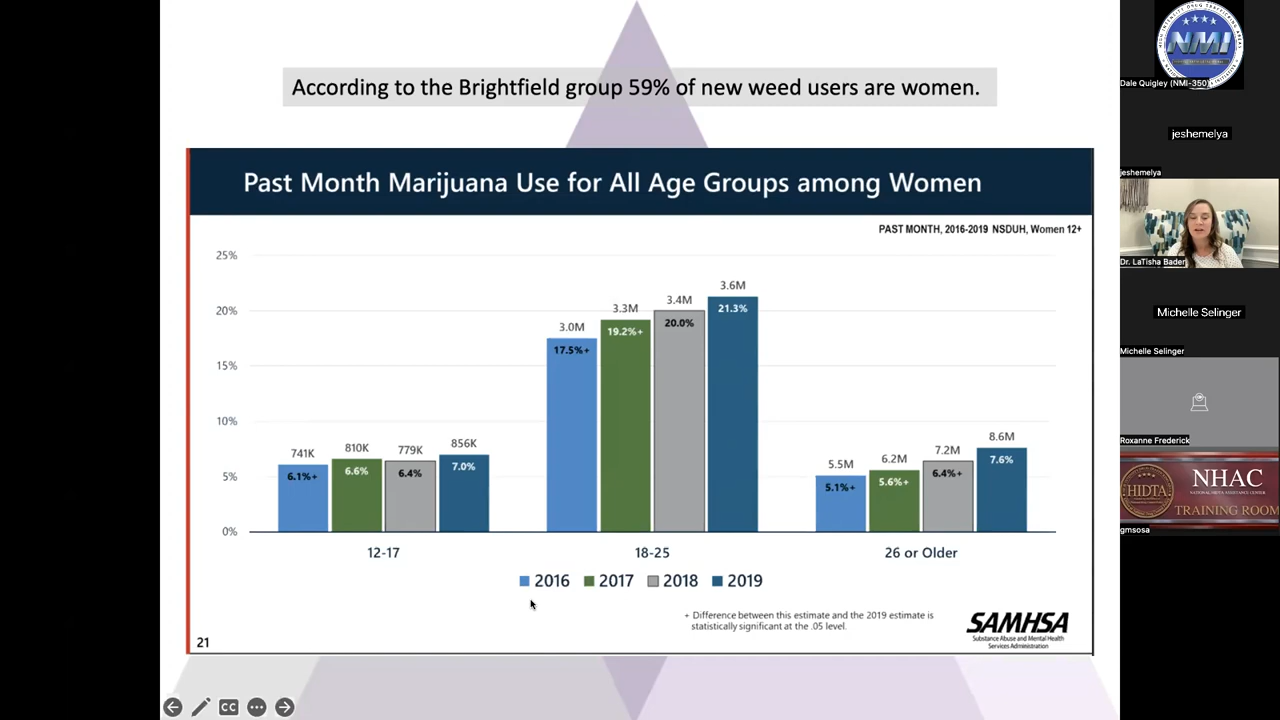 According to the Brightfield group 59% of new weed users are women.
Past Month Marijuana Use for All Age Groups among Women
PAST MONTH, 2016-2019 NSDUH, Women 12+
25%
20%
15%
10%
5%
0%
741K
810K
779K
856K
6.1%+
6.6%
6.4%
7.0%
3.0M
3.3M
3.4M
3.6M
17.5%+
19.2%+
20.0%
21.3%
5.5M
6.2M
7.2M
8.6M
5.1%+
5.6%+
6.4%+
7.6%
12-17
18-25
26 or Older
2016 2017 2018 2019
+ Difference between this estimate and the 2019 estimate is
statistically significant at the .05 level.
SAMHSA
Substance Abuse and Mental Health
Services Administration
21
CC
NMI
Dale Quigley (NMI-350)
jeshemelya
jeshemelya
Dr. LaTisha Bader
Michelle Selinger
Michelle Selinger
Roxanne Frederick
HIDTA
NHAC
NATIONAL HIDTA ASSISTANCE CENTER
TRAINING ROOM
gmsosa